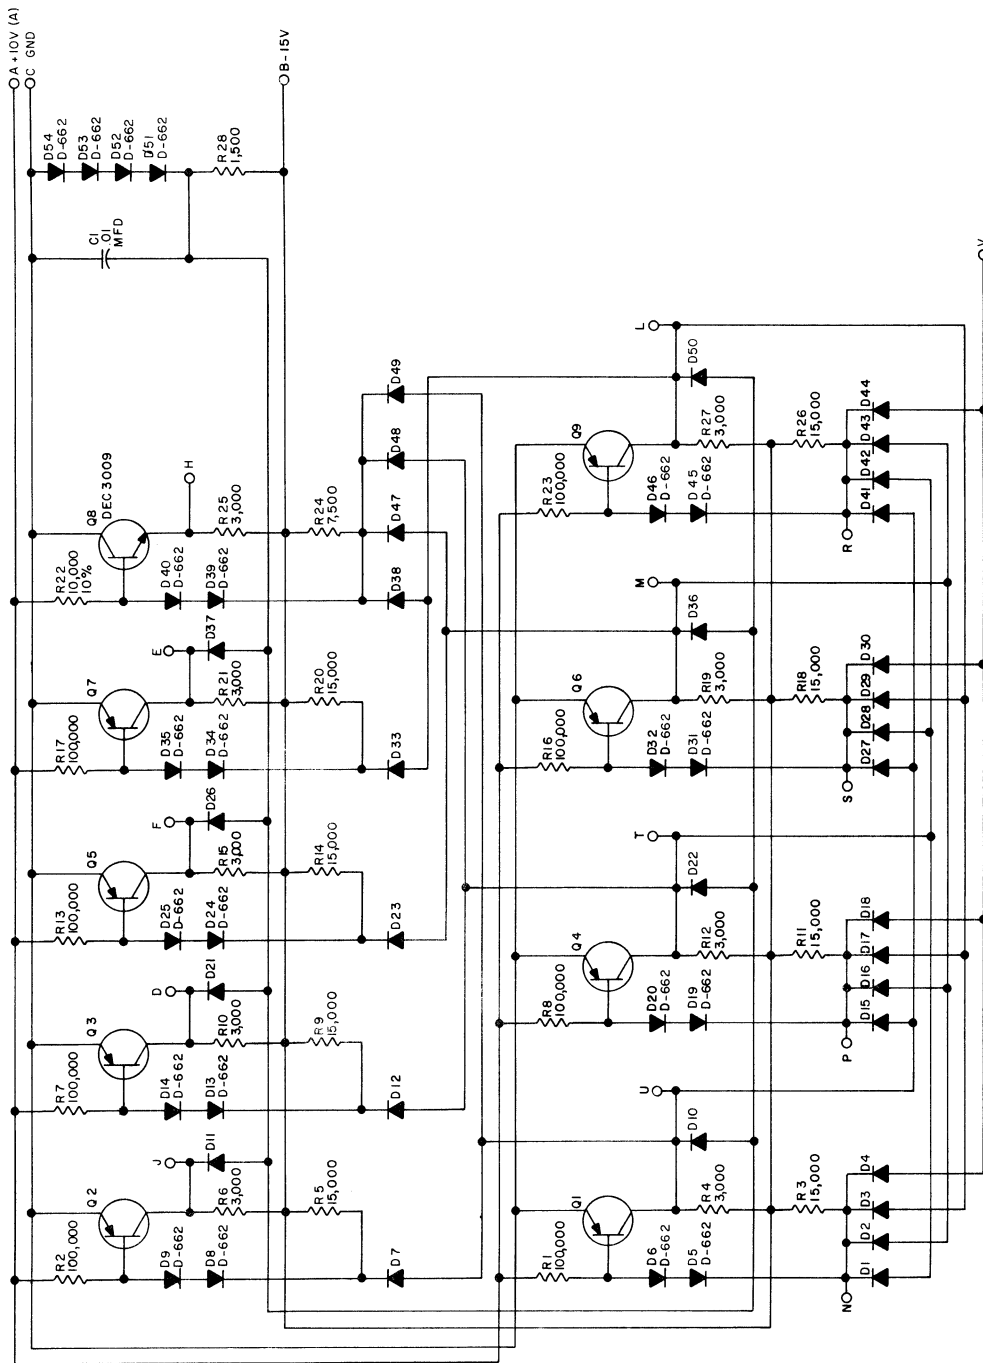 A +10V (A)
C GND
B-15V
D54
D-662
D53
D-662
D52
D-662
D51
D-662
R28
1,500
C1
.01
MFD
H
Q8
DEC 3009
R22
10,000
10%
D40
D-662
D39
D-662
R25
3,000
R24
7,500
D49
D48
D47
D38
E
D37
Q7
R17
100,000
D35
D-662
D34
D-662
R21
3,000
R20
15,000
D33
F
D26
Q5
R13
100,000
D25
D-662
D24
D-662
R15
3,000
R14
15,000
D23
D
D21
Q3
R7
100,000
D14
D-662
D13
D-662
R10
3,000
R9
15,000
D12
J
D11
Q2
R2
100,000
D9
D-662
D8
D-662
R6
3,000
R5
15,000
D7
L
D50
Q9
R23
100,000
D46
D-662
D45
D-662
R27
3,000
R26
15,000
R
D41
D42
D43
D44
M
D36
Q6
R16
100,000
D32
D-662
D31
D-662
R19
3,000
R18
15,000
S
D27
D28
D29
D30
T
D22
Q4
R8
100,000
D20
D-662
D19
D-662
R12
3,000
R11
15,000
P
D15
D16
D17
D18
U
D10
Q1
R1
100,000
D6
D-662
D5
D-662
R4
3,000
R3
15,000
N
D1
D2
D3
D4
V